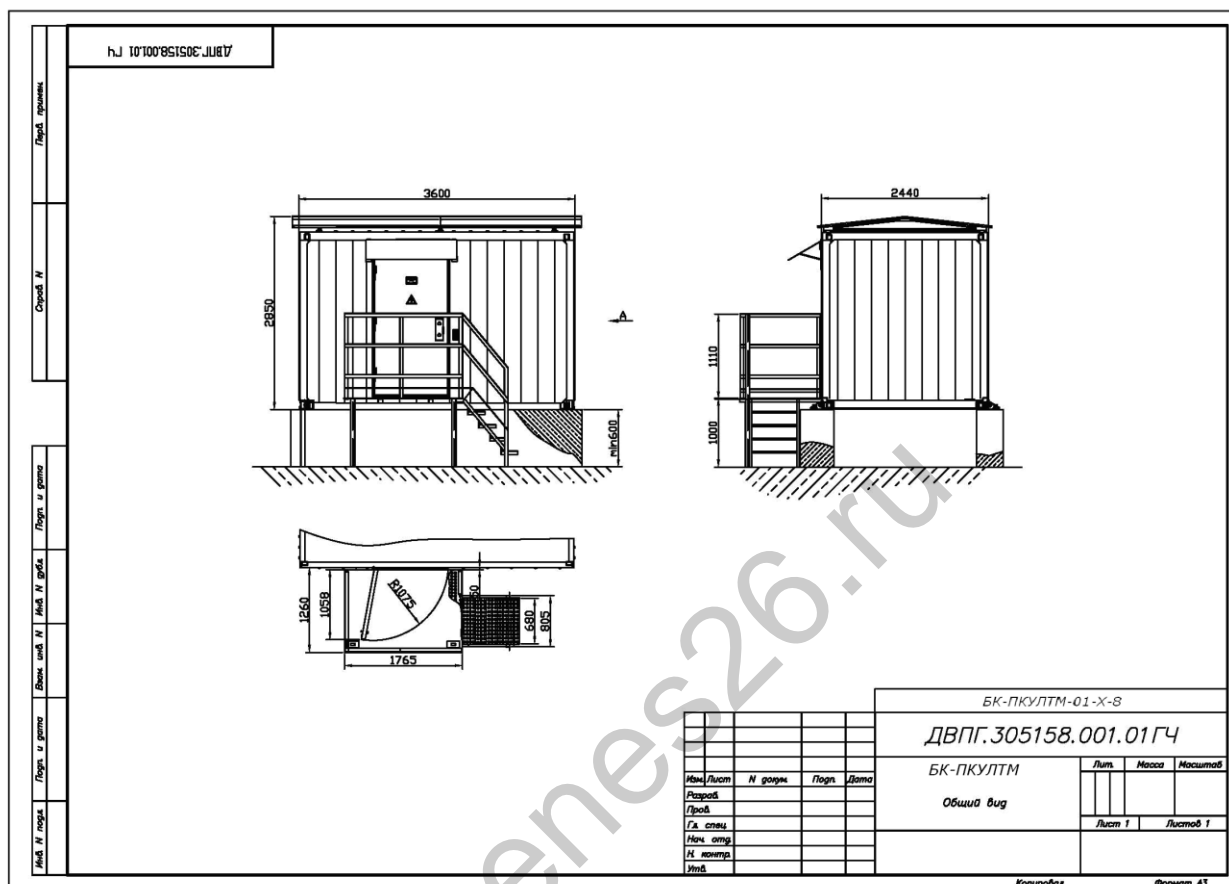 ДВПГ.305158.001.01 ГЧ
Перв. примен.
Справ. N
Подп. и дата
Инв. N дубл.
Взам. инв. N
Подп. и дата
Инв. N подл.
3600
2850
А
min600
2440
1110
1000
1260
1058
R1075
60
680
805
1765
enes26.ru
БК-ПКУЛТМ-01-Х-8
ДВПГ.305158.001.01ГЧ
Изм. Лист N докум. Подп. Дата
Разраб.
Пров.
Гл. спец.
Нач. отд.
Н. контр.
Утв.
БК-ПКУЛТМ
Общий вид
Лит. Масса Масштаб
Лист 1 Листов 1
Копировал Формат А3